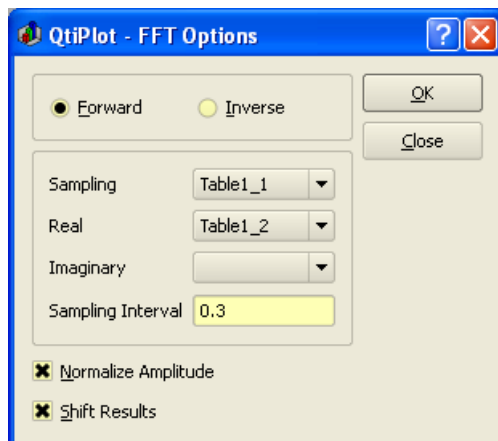 QtiPlot - FFT Options
Forward Inverse
OK
Close
Sampling Table1_1
Real Table1_2
Imaginary
Sampling Interval 0.3
Normalize Amplitude
Shift Results